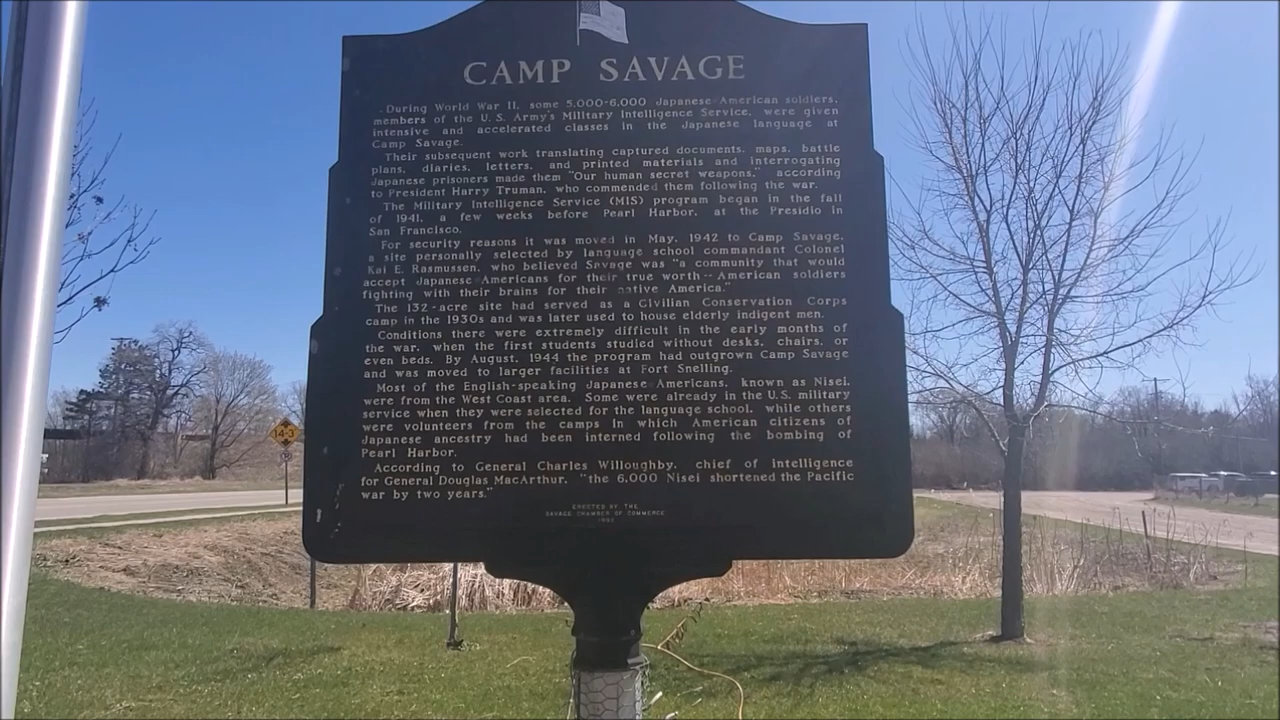 CAMP SAVAGE
During World War II, some 5,000-6,000 Japanese-American soldiers,
members of the U.S. Army's Military Intelligence Service, were given
intensive and accelerated classes in the Japanese language at
Camp Savage.
Their subsequent work translating captured documents, maps, battle
plans, diaries, letters, and printed materials and interrogating
Japanese prisoners made them "Our human secret weapons," according
to President Harry Truman, who commended them following the war.
The Military Intelligence Service (MIS) program began in the fall
of 1941, a few weeks before Pearl Harbor, at the Presidio in
San Francisco.
For security reasons it was moved in May, 1942 to Camp Savage,
a site personally selected by language school commandant Colonel
Kai E. Rasmussen, who believed Savage was "a community that would
accept Japanese Americans for their true worth -- American soldiers
fighting with their brains for their native America."
The 132-acre site had served as a Civilian Conservation Corps
camp in the 1930s and was later used to house elderly indigent men.
Conditions there were extremely difficult in the early months of
the war, when the first students studied without desks, chairs, or
even beds. By August, 1944 the program had outgrown Camp Savage
and was moved to larger facilities at Fort Snelling.
Most of the English-speaking Japanese Americans, known as Nisei,
were from the West Coast area. Some were already in the U.S. military
service when they were selected for the language school, while others
were volunteers from the camps in which American citizens of
Japanese ancestry had been interned following the bombing of
Pearl Harbor.
According to General Charles Willoughby, chief of intelligence
for General Douglas MacArthur, "the 6,000 Nisei shortened the Pacific
war by two years."
ERECTED BY THE
SAVAGE CHAMBER OF COMMERCE
14-3